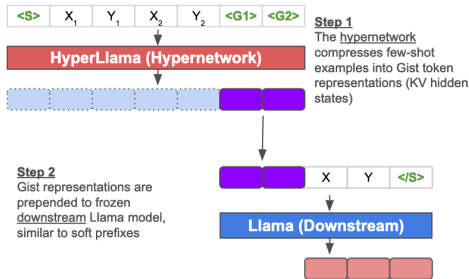 <S> X1 Y1 X2 Y2 <G1> <G2>
HyperLlama (Hypernetwork)
Step 1
The hypernetwork
compresses few-shot
examples into Gist token
representations (KV hidden
states)
Step 2
Gist representations are
prepended to frozen
downstream Llama model,
similar to soft prefixes
X Y </S>
Llama (Downstream)